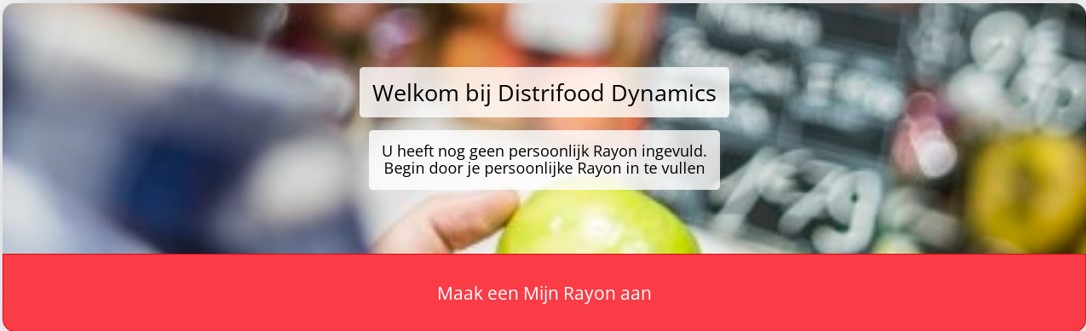 Welkom bij Distrifood Dynamics
U heeft nog geen persoonlijk Rayon ingevuld.
Begin door je persoonlijke Rayon in te vullen
Maak een Mijn Rayon aan